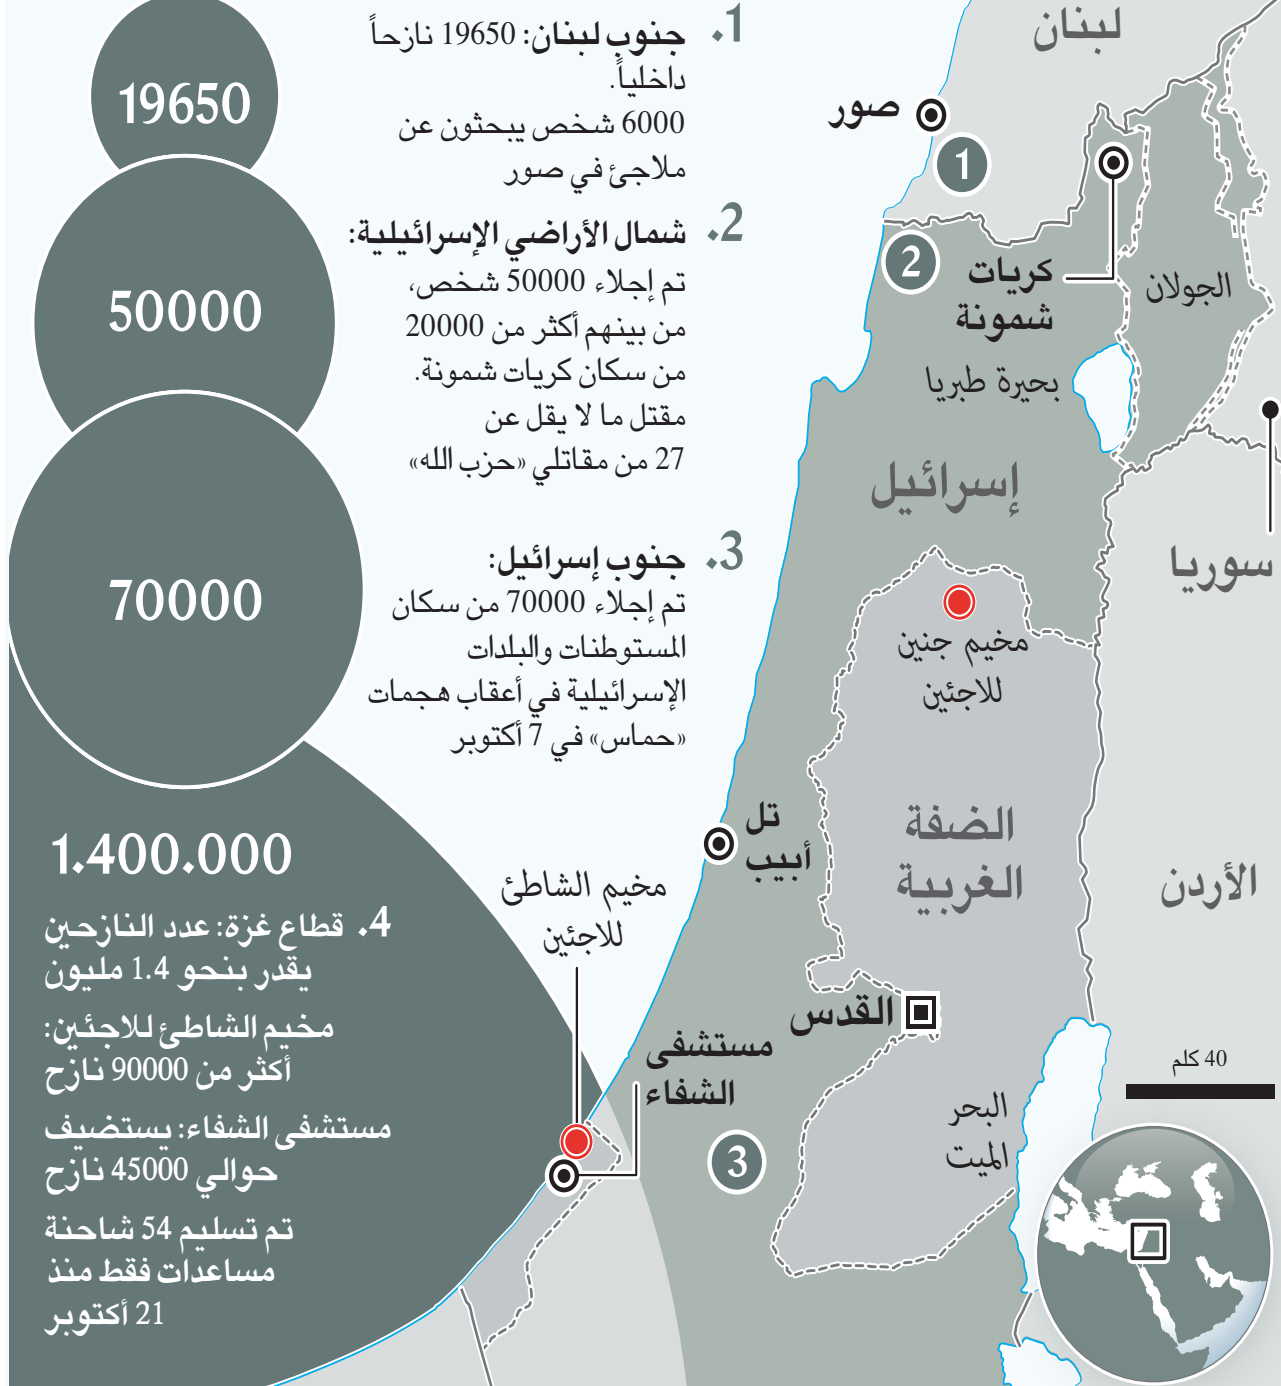 19650
50000
70000
1.400.000
1. جنوب لبنان: 19650 نازحاً
داخلياً.
6000 شخص يبحثون عن
ملاجئ في صور
2. شمال الأراضي الإسرائيلية:
تم إجلاء 50000 شخص،
من بينهم أكثر من 20000
من سكان كريات شمونة.
مقتل ما لا يقل عن
27 من مقاتلي «حزب الله»
3. جنوب إسرائيل:
تم إجلاء 70000 من سكان
المستوطنات والبلدات
الإسرائيلية في أعقاب هجمات
«حماس» في 7 أكتوبر
4. قطاع غزة: عدد النازحين
يقدر بنحو 1.4 مليون
مخيم الشاطئ للاجئين:
أكثر من 90000 نازح
مستشفى الشفاء: يستضيف
حوالي 45000 نازح
تم تسليم 54 شاحنة
مساعدات فقط منذ
21 أكتوبر
لبنان
صور
1
2
كريات
شمونة
الجولان
بحيرة طبريا
إسرائيل
سوريا
مخيم جنين
للاجئين
تل
أبيب
الضفة
الغربية
الأردن
مخيم الشاطئ
للاجئين
القدس
مستشفى
الشفاء
3
البحر
الميت
40 كلم